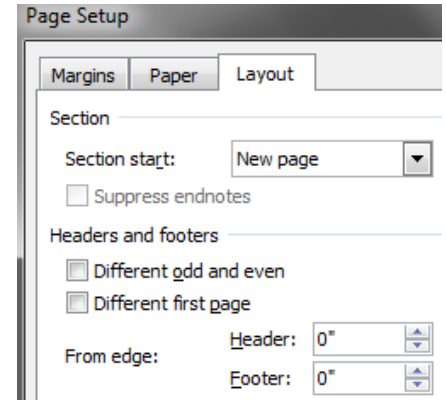 Page Setup
Margins Paper Layout
Section
Section start: New page
Suppress endnotes
Headers and footers
Different odd and even
Different first page
From edge:
Header: 0"
Footer: 0"